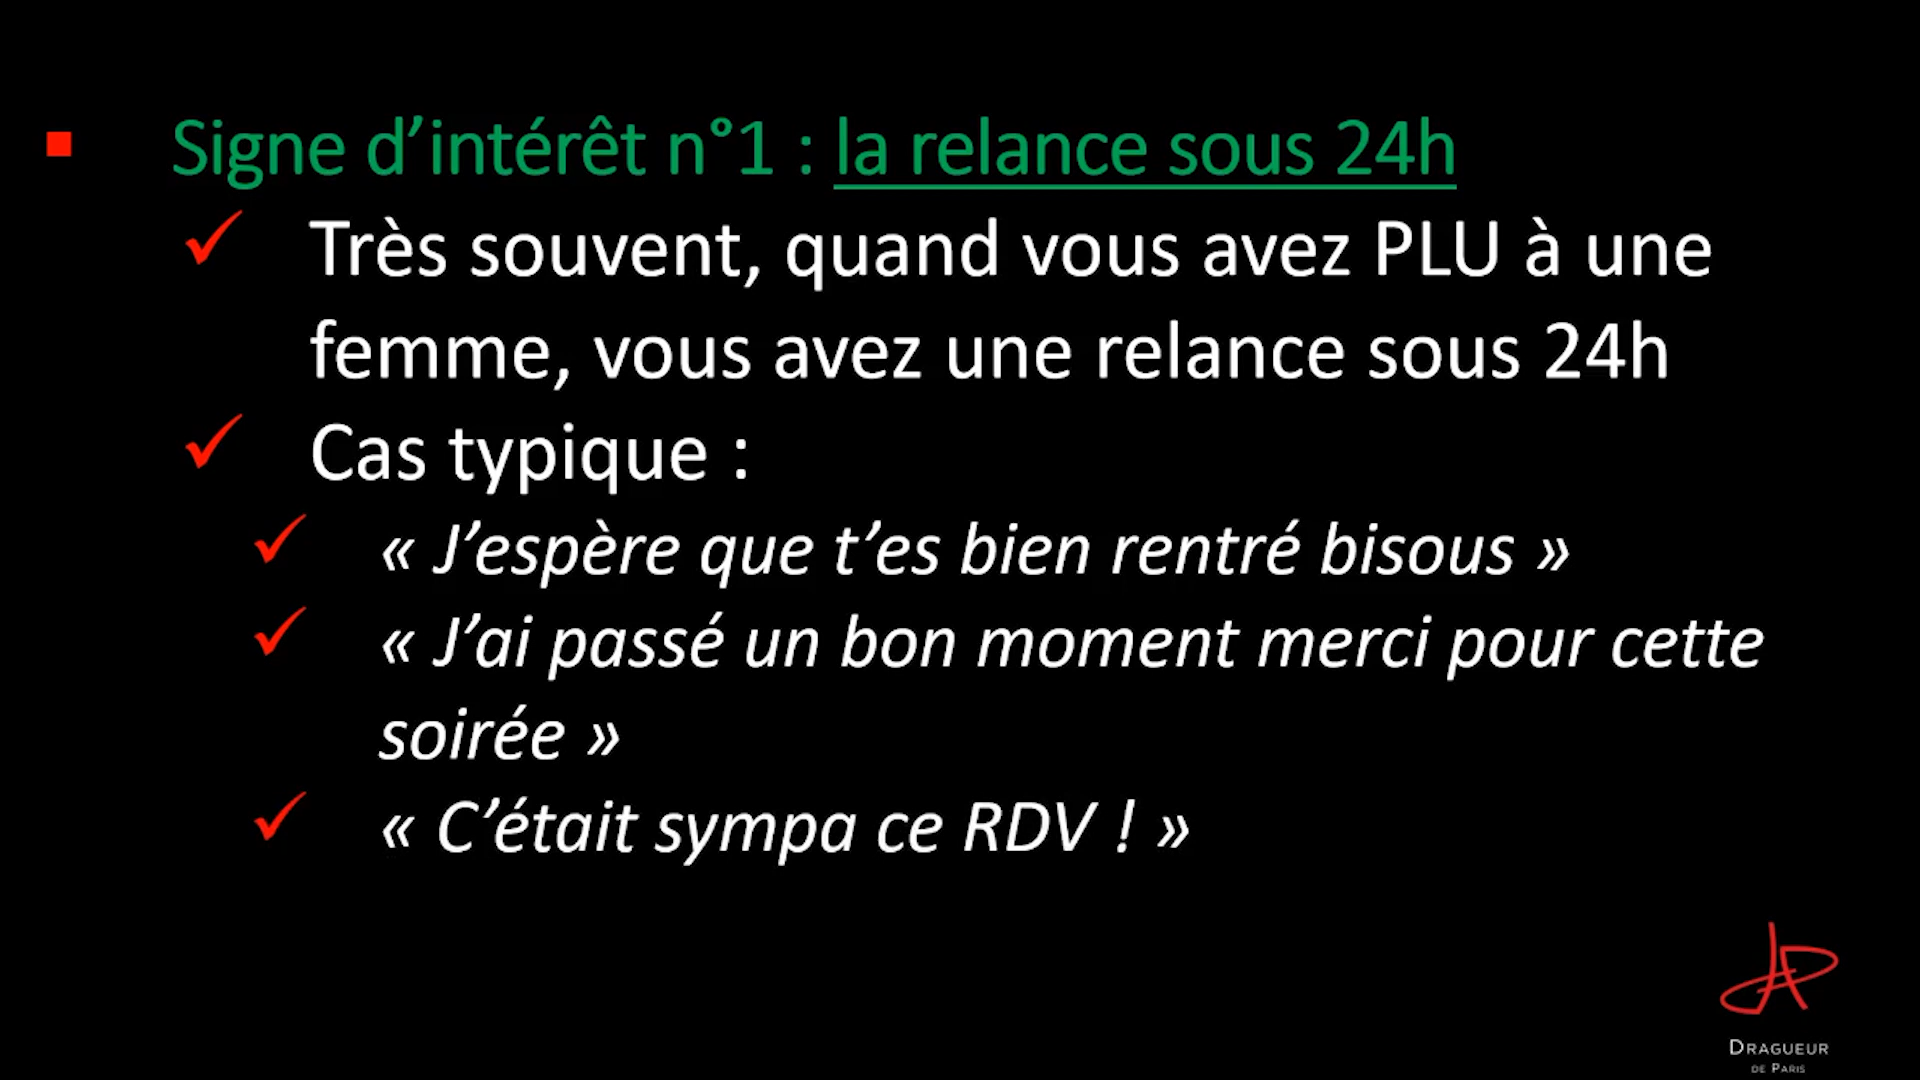 Signe d’intérêt n°1 : la relance sous 24h
Très souvent, quand vous avez PLU à une
femme, vous avez une relance sous 24h
Cas typique :
« J’espère que t’es bien rentré bisous »
« J’ai passé un bon moment merci pour cette
soirée »
« C’était sympa ce RDV ! »
DRAGUEUR
DE PARIS